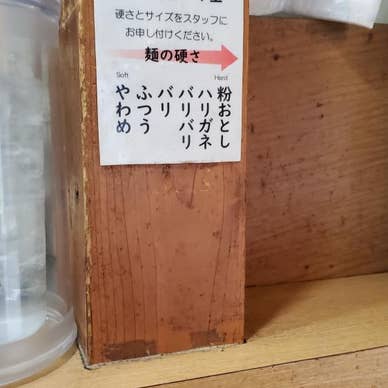 硬さとサイズをスタッフに
お申し付けください。
麺の硬さ
Soft
Hard
やわめ
ふつう
バリ
バリバリ
ハリガネ
粉おとし